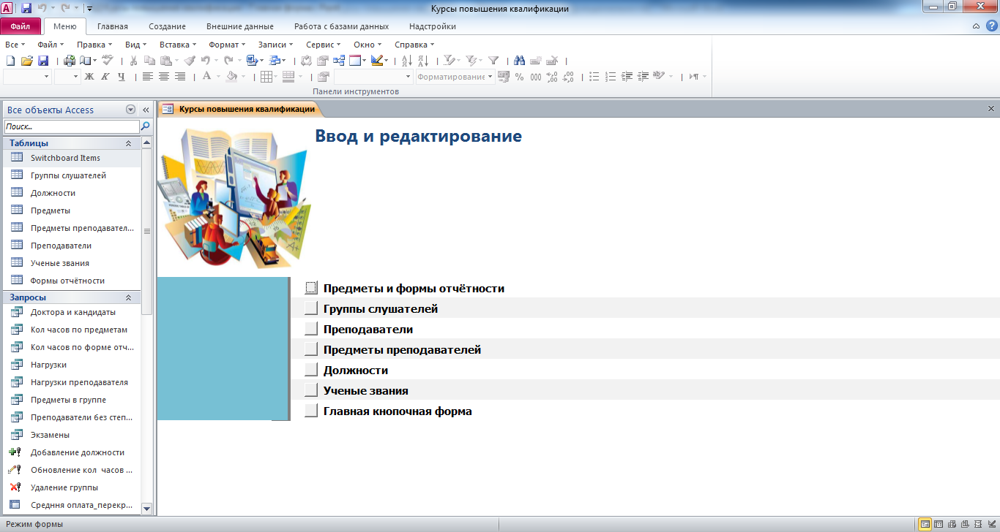 Курсы повышения квалификации
Файл Меню Главная Создание Внешние данные Работа с базами данных Надстройки
Все Файл Правка Вид Вставка Формат Записи Сервис Окно Справка
Ж К Ч А Форматирование % 000
Панели инструментов
Все объекты Access
Поиск...
Таблицы
Switchboard Items
Группы слушателей
Должности
Предметы
Предметы преподавател...
Преподаватели
Ученые звания
Формы отчётности
Запросы
Доктора и кандидаты
Кол часов по предметам
Кол часов по форме отч...
Нагрузки
Нагрузки преподавателя
Предметы в группе
Преподаватели без степ...
Экзамены
Добавление должности
Обновление кол часов ...
Удаление группы
Средння оплата_перекр...
Курсы повышения квалификации
Ввод и редактирование
Предметы и формы отчётности
Группы слушателей
Преподаватели
Предметы преподавателей
Должности
Ученые звания
Главная кнопочная форма
Режим формы